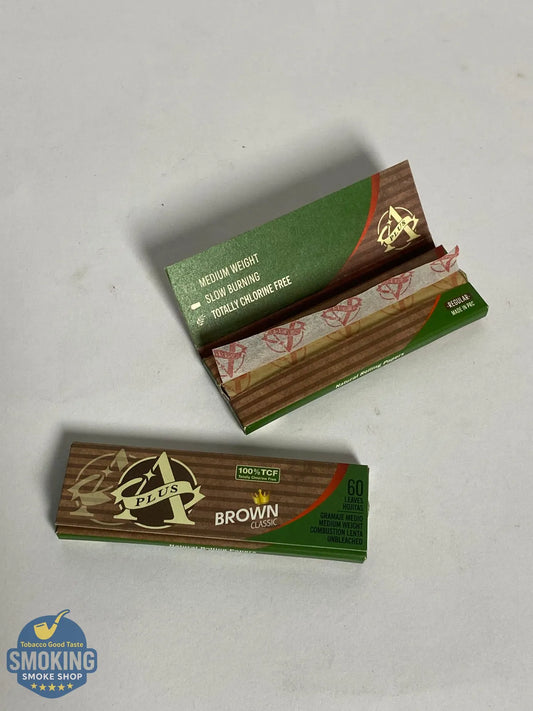 MEDIUM WEIGHT
SLOW BURNING
TOTALLY CHLORINE FREE
A
PLUS
-REGULAR-
MADE IN PRC
Natural Rolling Papers
A
PLUS
100% TCF
Totally Chlorine Free
BROWN
CLASSIC
60
LEAVES
HOJITAS
GRAMAJE MEDIO
MEDIUM WEIGHT
COMBUSTION LENTA
UNBLEACHED
Natural Rolling Papers
Tobacco Good Taste
SMOKING
SMOKE SHOP